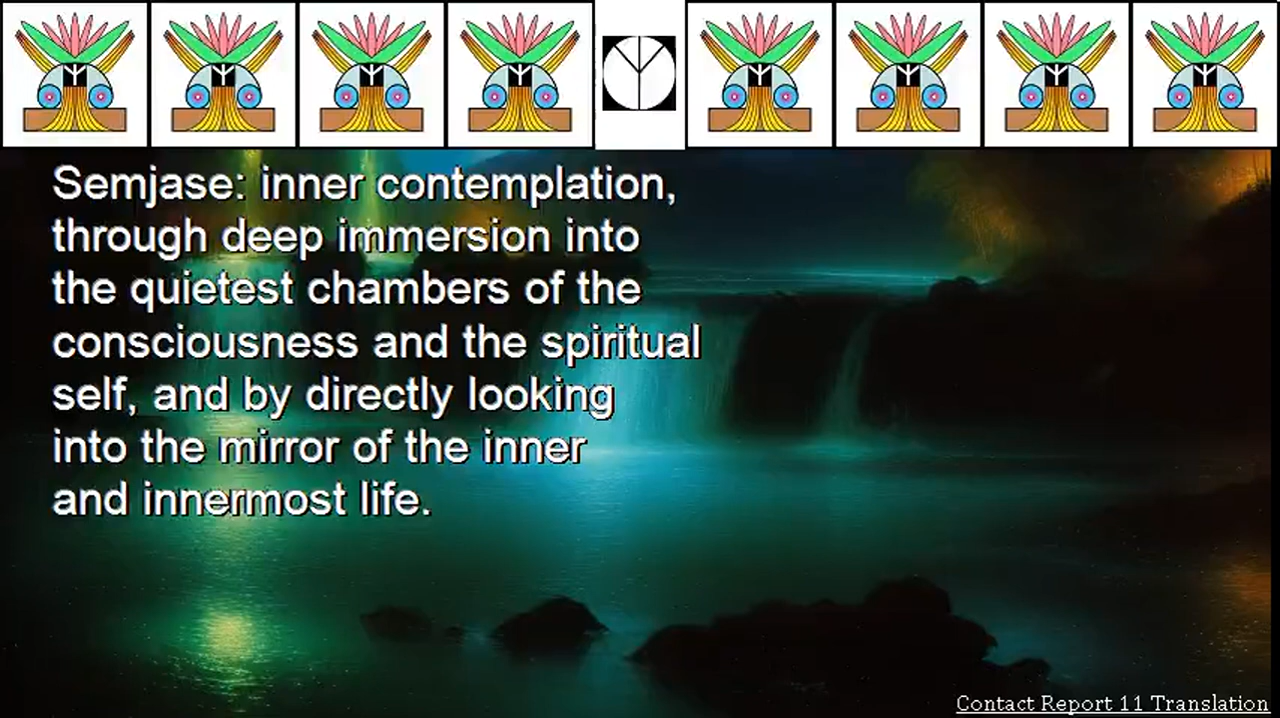 Semjase: inner contemplation,
through deep immersion into
the quietest chambers of the
consciousness and the spiritual
self, and by directly looking
into the mirror of the inner
and innermost life.
Contact Report 11 Translation